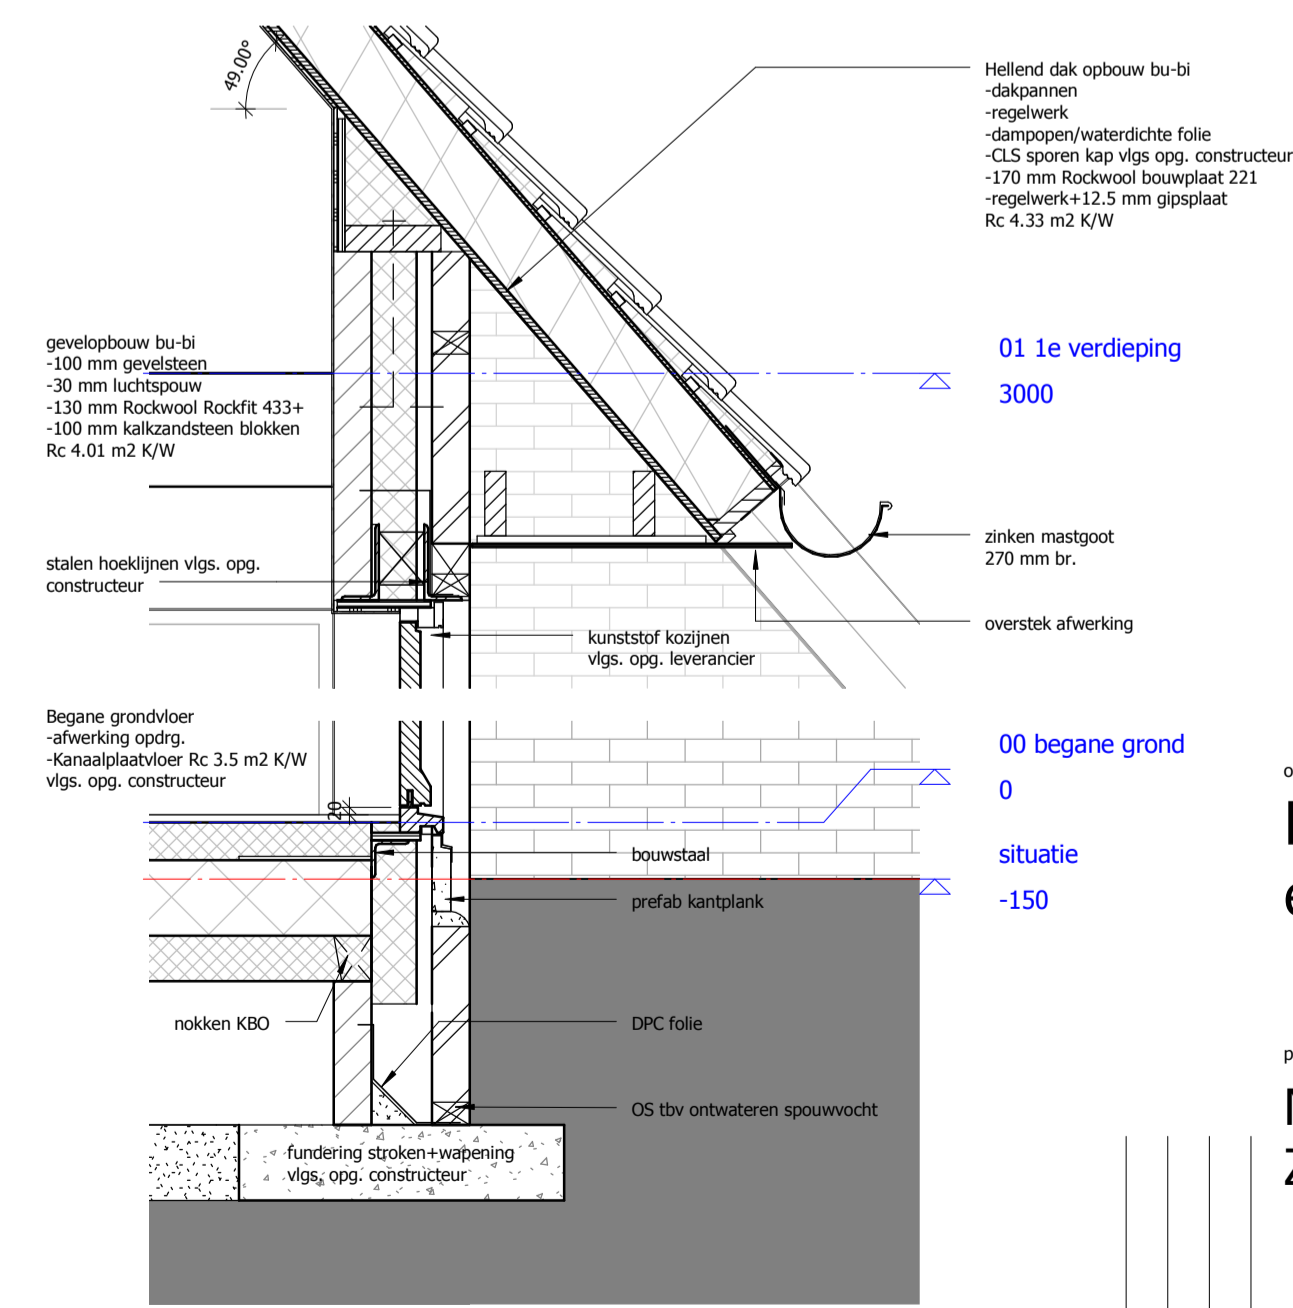 49.00°
Hellend dak opbouw bu-bi
-dakpannen
-regelwerk
-dampopen/waterdichte folie
-CLS sporen kap vlgs opg. constructeur
-170 mm Rockwool bouwplaat 221
-regelwerk+12.5 mm gipsplaat
Rc 4.33 m2 K/W
gevelopbouw bu-bi
-100 mm gevelsteen
-30 mm luchtspouw
-130 mm Rockwool Rockfit 433+
-100 mm kalkzandsteen blokken
Rc 4.01 m2 K/W
01 1e verdieping
3000
zinken mastgoot
270 mm br.
stalen hoeklijnen vlgs. opg.
constructeur
overstek afwerking
kunststof kozijnen
vlgs. opg. leverancier
Begane grondvloer
-afwerking opdrg.
-Kanaalplaatvloer Rc 3.5 m2 K/W
vlgs. opg. constructeur
00 begane grond
0
20
bouwstaal
situatie
-150
prefab kantplank
nokken KBO
DPC folie
OS tbv ontwateren spouwvocht
fundering stroken+wapening
vlgs. opg. constructeur